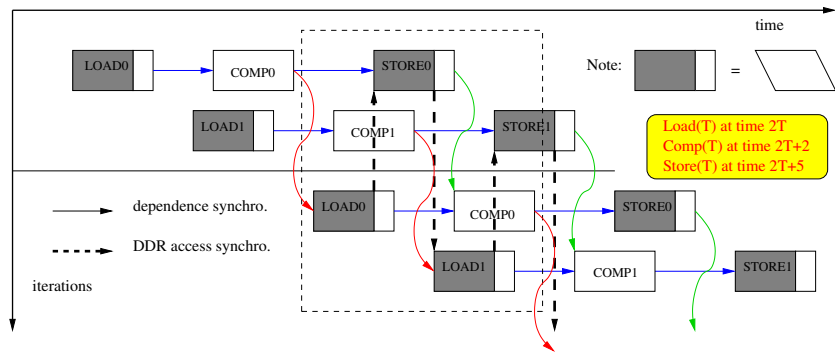 time
LOAD0
COMP0
STORE0
Note:
=
LOAD1
COMP1
STORE1
Load(T) at time 2T
Comp(T) at time 2T+2
Store(T) at time 2T+5
dependence synchro.
LOAD0
COMP0
STORE0
DDR access synchro.
LOAD1
COMP1
STORE1
iterations